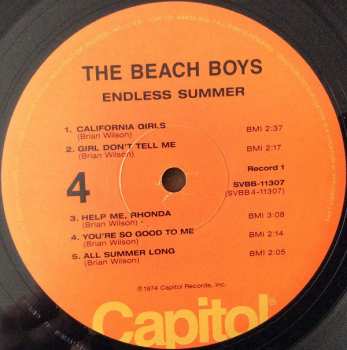 THE BEACH BOYS
ENDLESS SUMMER
1. CALIFORNIA GIRLS BMI 2:37
(Brian Wilson)
2. GIRL DON'T TELL ME BMI 2:17
(Brian Wilson)
4
Record 1
SVBB-11307
(SVBB 4-11307)
3. HELP ME, RHONDA BMI 3:08
(Brian Wilson)
4. YOU'RE SO GOOD TO ME BMI 2:14
(Brian Wilson)
5. ALL SUMMER LONG BMI 2:05
(Brian Wilson)
℗1974 Capitol Records, Inc.
Capitol®